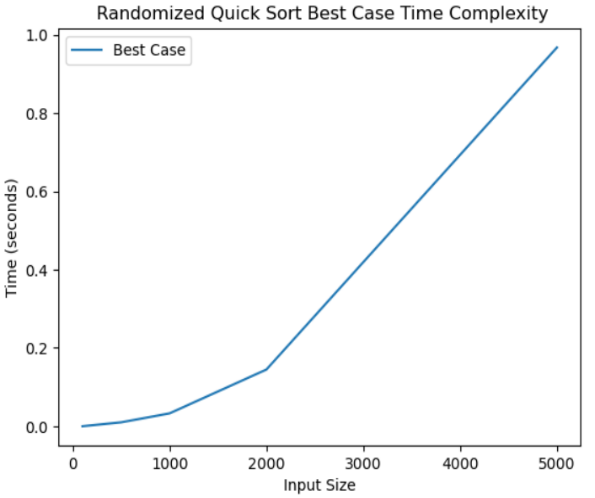 Randomized Quick Sort Best Case Time Complexity
Best Case
1.0
0.8
0.6
0.4
0.2
0.0
Time (seconds)
0 1000 2000 3000 4000 5000
Input Size